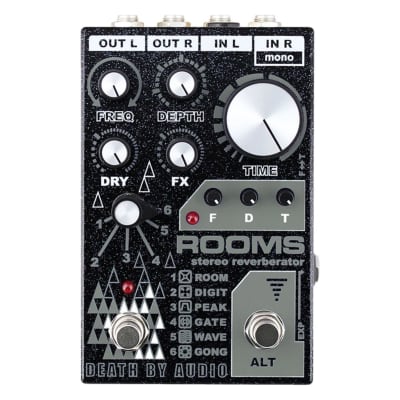 OUT L OUT R IN L IN R
mono
FREQ DEPTH
TIME
F↔T
DRY FX
F D T
1 2 3 4 5 6
ROOMS
stereo reverberator
1 ROOM
2 DIGIT
3 PEAK
4 GATE
5 WAVE
6 GONG
EXP
ALT
DEATH BY AUDIO